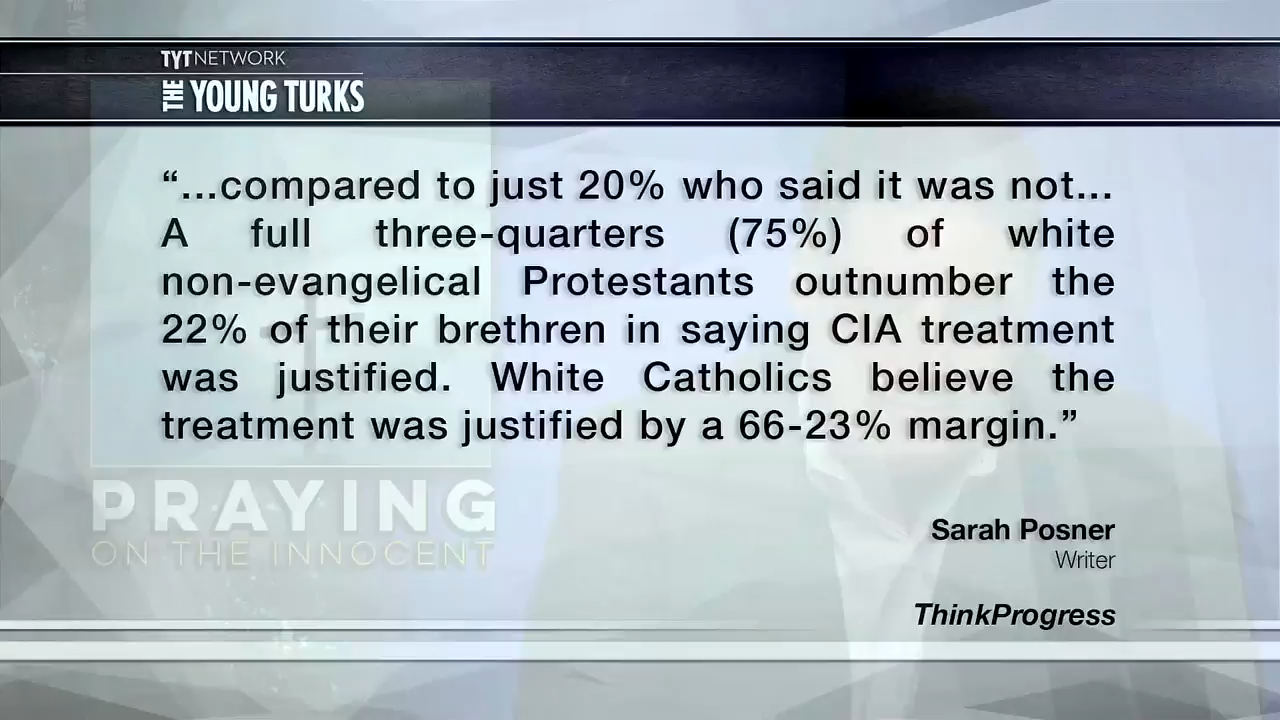 TYTNETWORK
THE YOUNG TURKS
“...compared to just 20% who said it was not...
A full three-quarters (75%) of white
non-evangelical Protestants outnumber the
22% of their brethren in saying CIA treatment
was justified. White Catholics believe the
treatment was justified by a 66-23% margin.”
PRAYING
ON THE INNOCENT
Sarah Posner
Writer
ThinkProgress